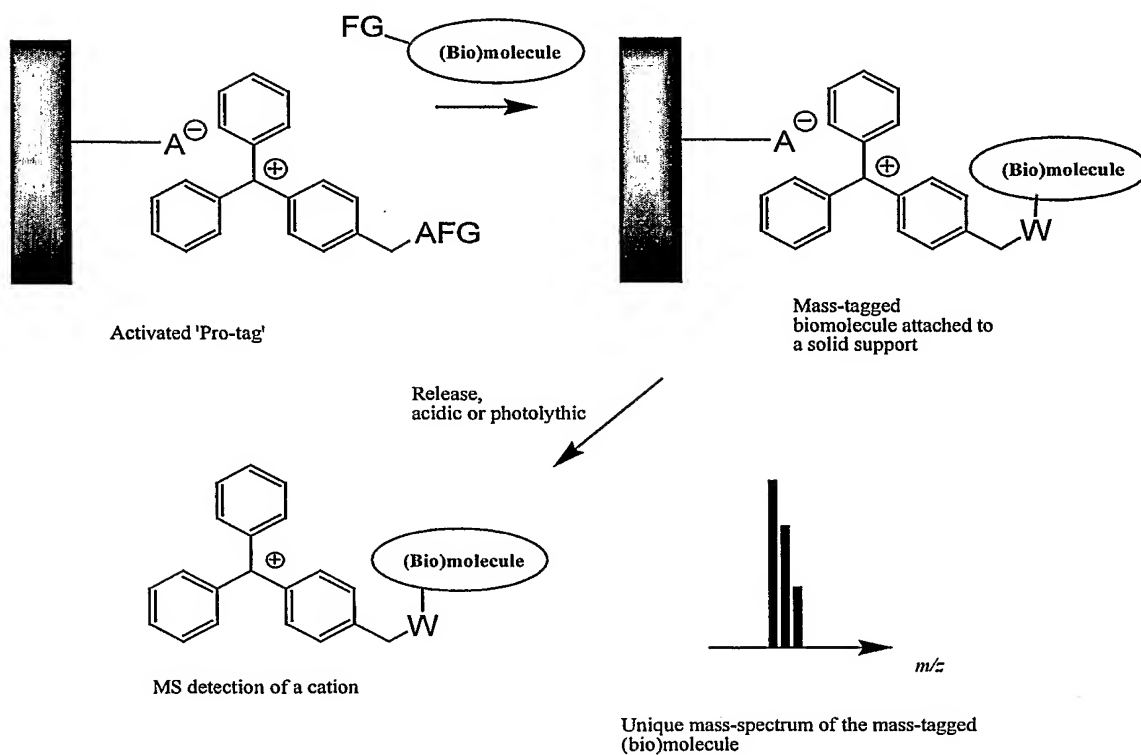 FG
(Bio)molecule
A⊖
⊕
AFG
Activated 'Pro-tag'
A⊖
⊕
(Bio)molecule
W
Mass-tagged
biomolecule attached to
a solid support
Release,
acidic or photolythic
⊕
(Bio)molecule
W
MS detection of a cation
m/z
Unique mass-spectrum of the mass-tagged
(bio)molecule